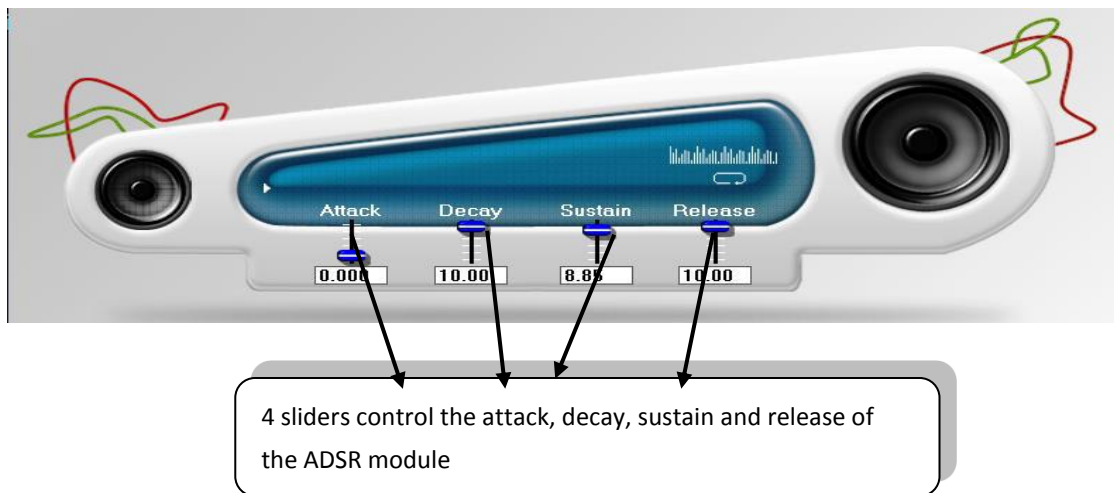 Attack Decay Sustain Release
0.000 10.00 8.85 10.00
4 sliders control the attack, decay, sustain and release of
the ADSR module